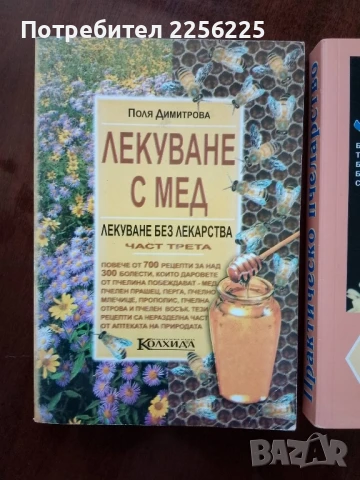 Потребител 2256225
Поля Димитрова
ЛЕКУВАНЕ
С МЕД
ЛЕКУВАНЕ БЕЗ ЛЕКАРСТВА
ЧАСТ ТРЕТА
ПОВЕЧЕ ОТ 700 РЕЦЕПТИ ЗА НАД
300 БОЛЕСТИ, КОИТО ДАРОВЕТЕ
ОТ ПЧЕЛИНА ПОБЕЖДАВАТ - МЕД,
ПЧЕЛЕН ПРАШЕЦ, ПЕРГА, ПЧЕЛНО
МЛЕЧИЦЕ, ПРОПОЛИС, ПЧЕЛНА
ОТРОВА И ПЧЕЛЕН ВОСЪК. ТЕЗИ
РЕЦЕПТИ СА НЕРАЗДЕЛНА ЧАСТ
ОТ АПТЕКАТА НА ПРИРОДАТА
КОЛХИДА
Практическо пчеларство
BAZAR